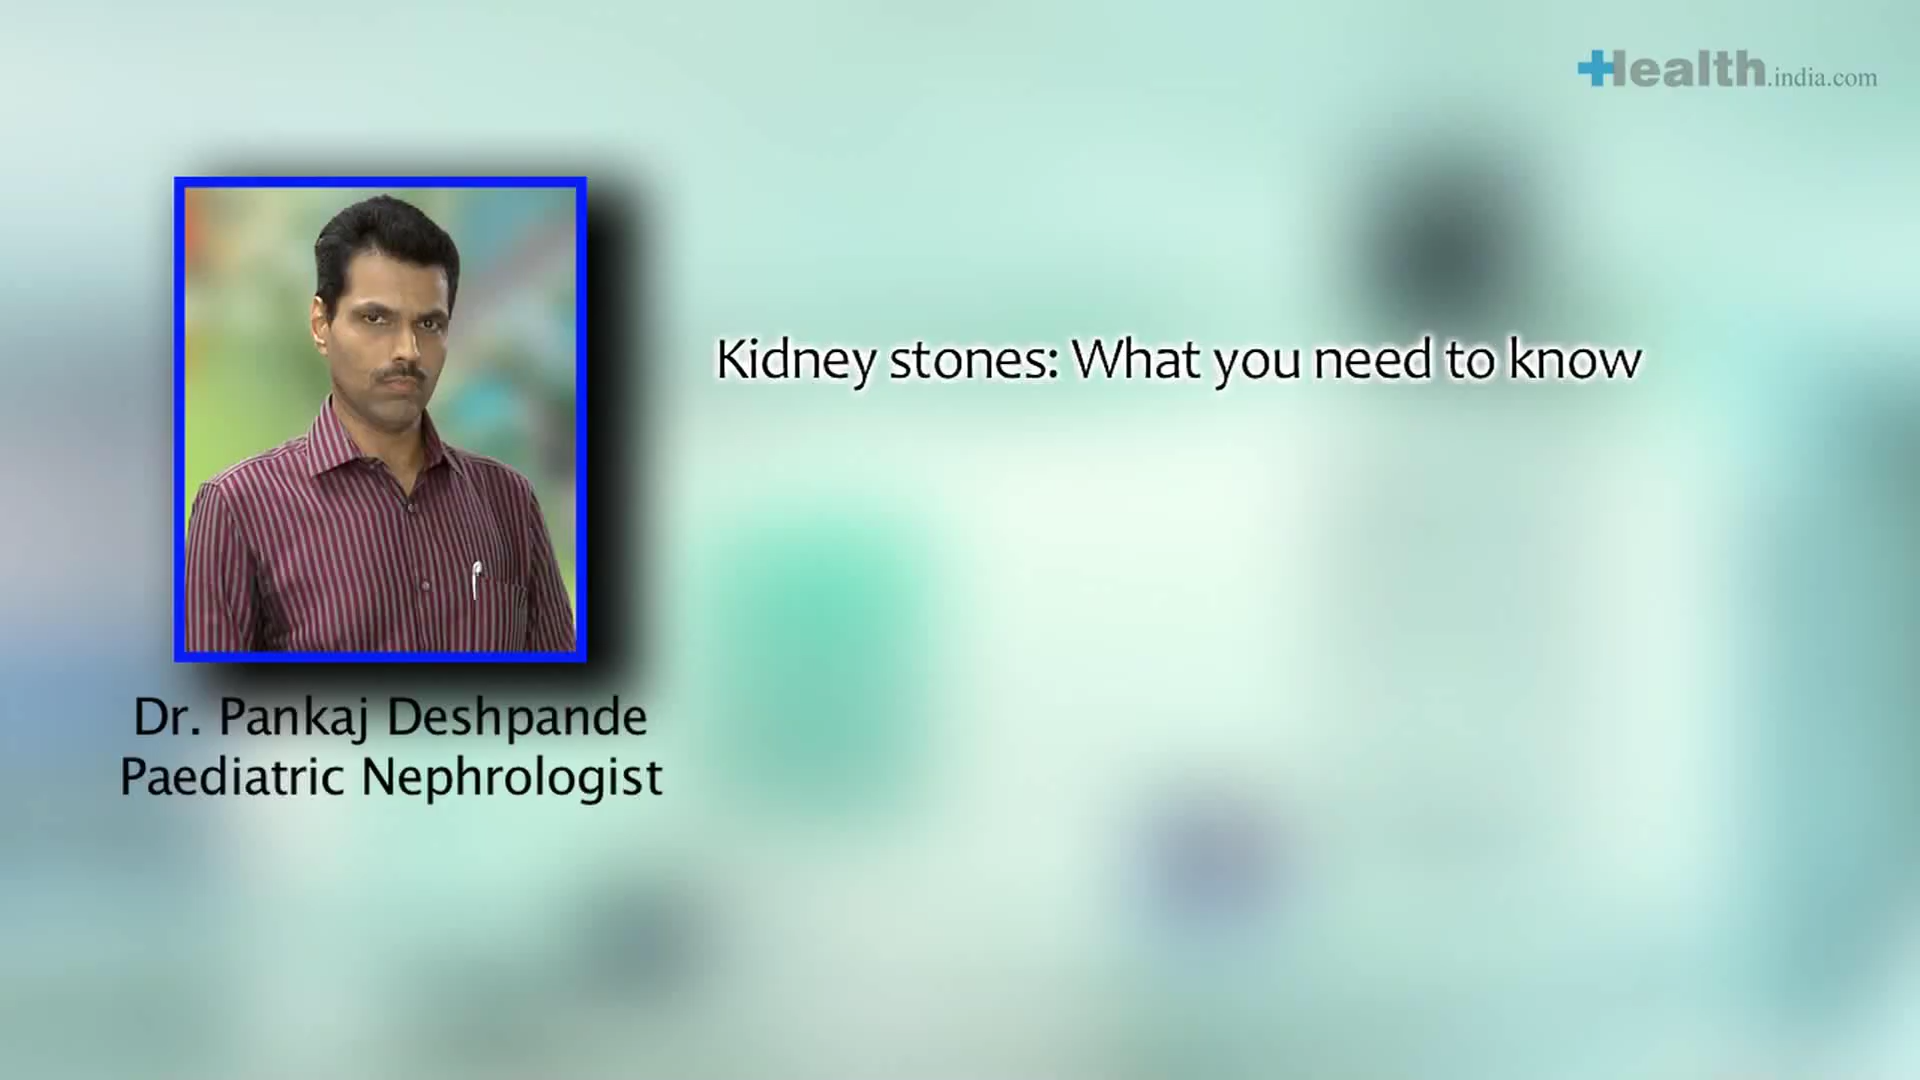 Health.india.com
Kidney stones: What you need to know
Dr. Pankaj Deshpande
Paediatric Nephrologist